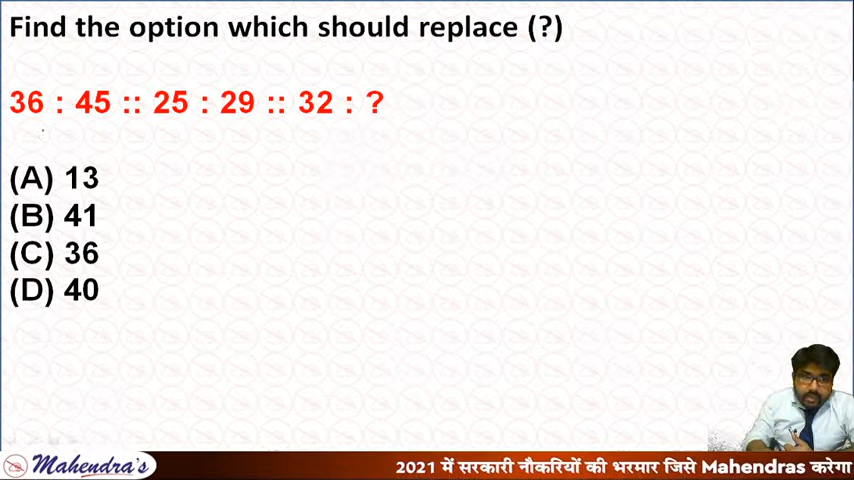 Find the option which should replace (?)
36 : 45 :: 25 : 29 :: 32 : ?
(A) 13
(B) 41
(C) 36
(D) 40
Mahendra's
2021 में सरकारी नौकरियों की भरमार जिसे Mahendras करेगा